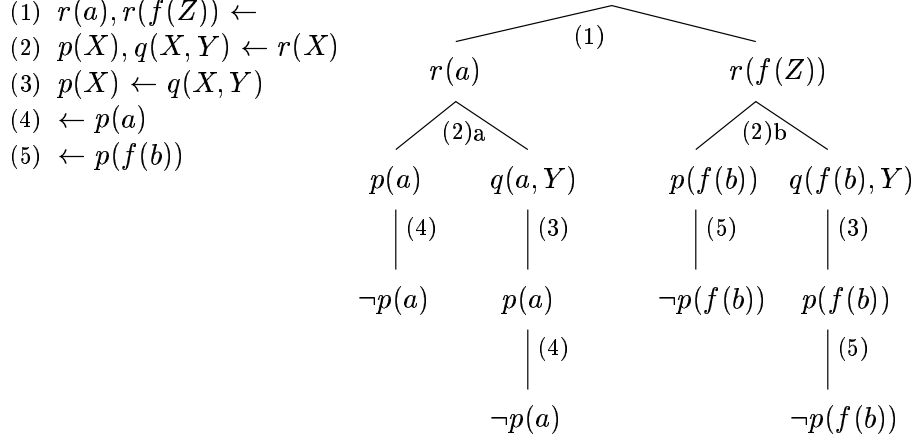 (1) r(a), r(f(Z)) ←
(2) p(X), q(X, Y) ← r(X)
(3) p(X) ← q(X, Y)
(4) ← p(a)
(5) ← p(f(b))
(1)
r(a) r(f(Z))
(2)a (2)b
p(a) q(a, Y) p(f(b)) q(f(b), Y)
(4) (3) (5) (3)
¬p(a) p(a) ¬p(f(b)) p(f(b))
(4) (5)
¬p(a) ¬p(f(b))